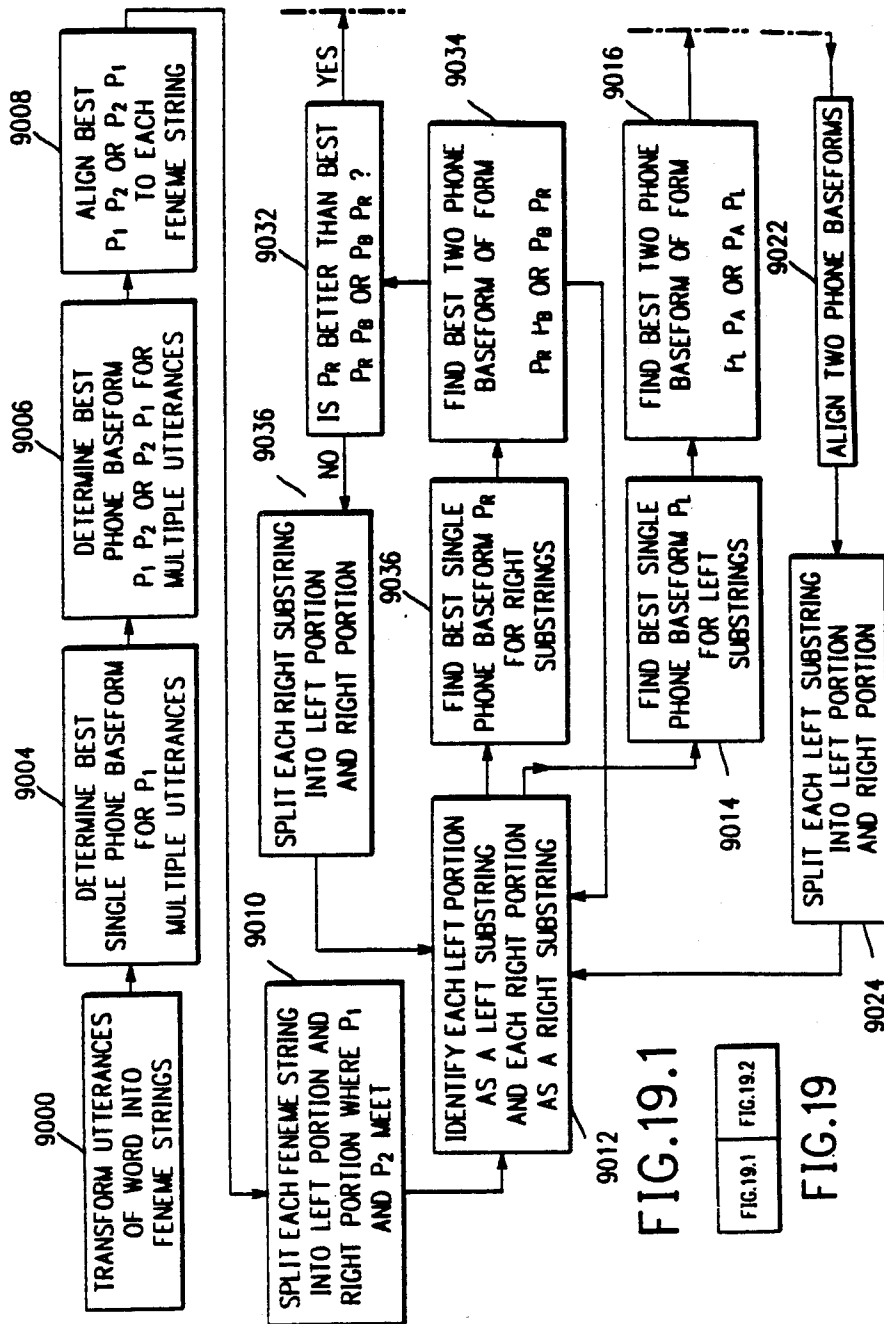 9000
TRANSFORM UTTERANCES
OF WORD INTO
FENEME STRINGS
9004
DETERMINE BEST
SINGLE PHONE BASEFORM
FOR P1
MULTIPLE UTTERANCES
9006
DETERMINE BEST
PHONE BASEFORM
P1 P2 OR P2 P1 FOR
MULTIPLE UTTERANCES
9008
ALIGN BEST
P1 P2 OR P2 P1
TO EACH
FENEME STRING
9010
SPLIT EACH FENEME STRING
INTO LEFT PORTION AND
RIGHT PORTION WHERE P1
AND P2 MEET
9036
SPLIT EACH RIGHT SUBSTRING
INTO LEFT PORTION
AND RIGHT PORTION
NO
9032
IS PR BETTER THAN BEST
PR PB OR PB PR ?
YES
IDENTIFY EACH LEFT PORTION
AS A LEFT SUBSTRING
AND EACH RIGHT PORTION
AS A RIGHT SUBSTRING
9012
9036
FIND BEST SINGLE
PHONE BASEFORM PR
FOR RIGHT
SUBSTRINGS
9034
FIND BEST TWO PHONE
BASEFORM OF FORM
PR PB OR PB PR
FIND BEST SINGLE
PHONE BASEFORM PL
FOR LEFT
SUBSTRINGS
9014
9016
FIND BEST TWO PHONE
BASEFORM OF FORM
PL PA OR PA PL
9022
ALIGN TWO PHONE BASEFORMS
SPLIT EACH LEFT SUBSTRING
INTO LEFT PORTION
AND RIGHT PORTION
9024
FIG.19.1
FIG.19.1 FIG.19.2
FIG.19